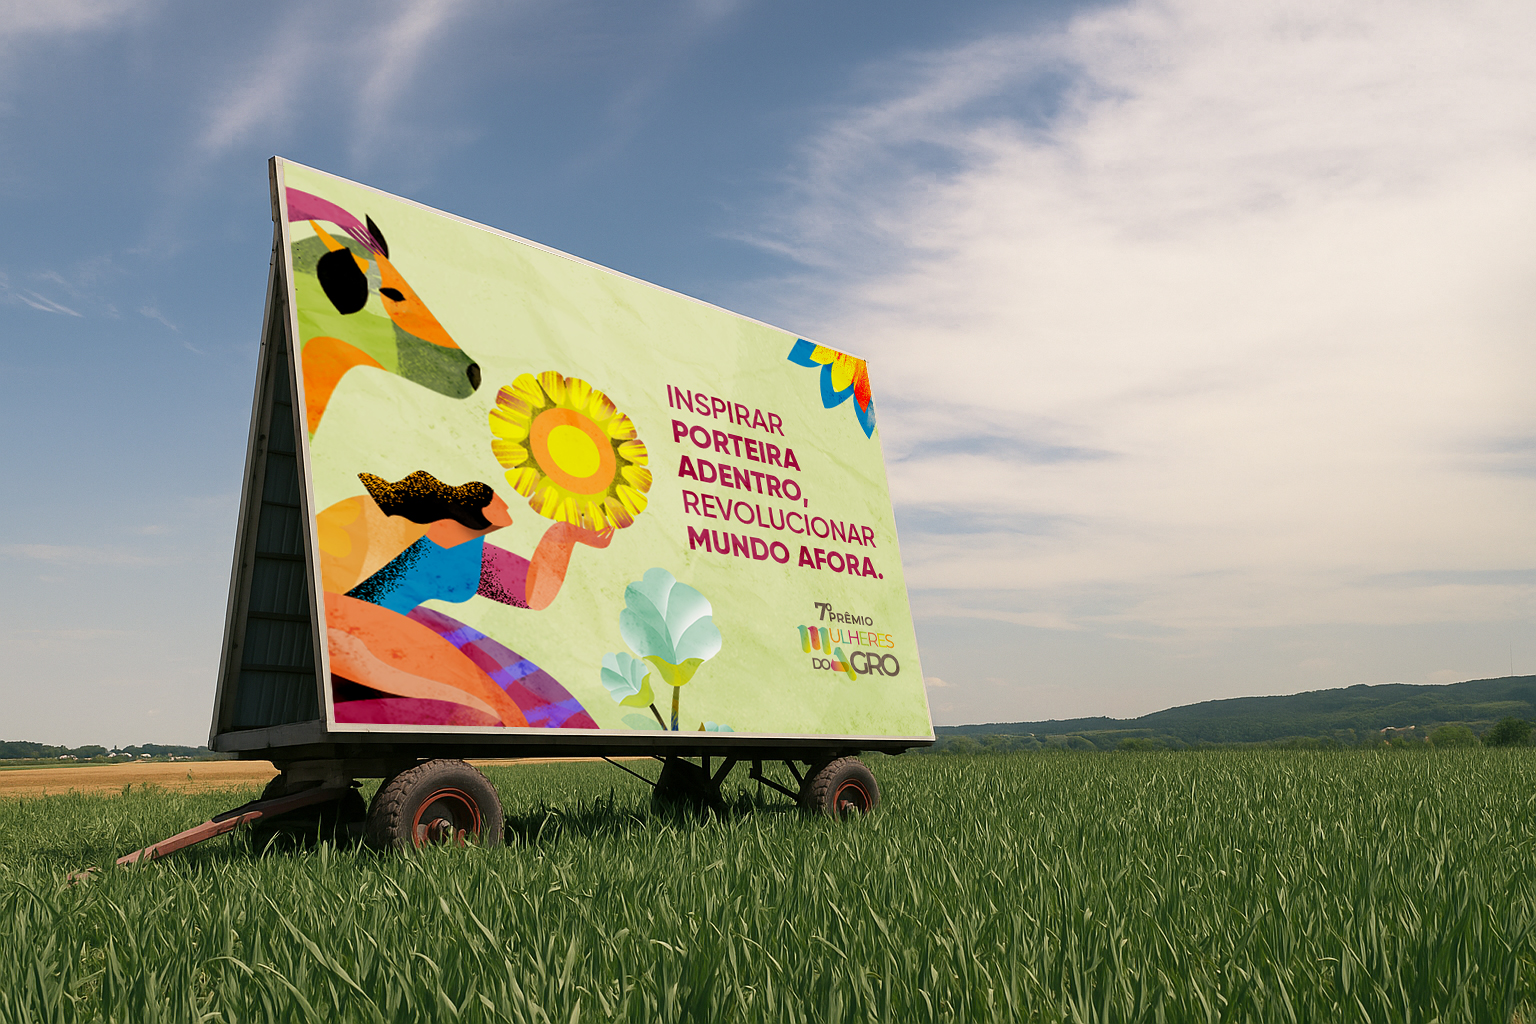 INSPIRAR
PORTEIRA
ADENTRO,
REVOLUCIONAR
MUNDO AFORA.
7º PRÊMIO
MULHERES
DO AGRO